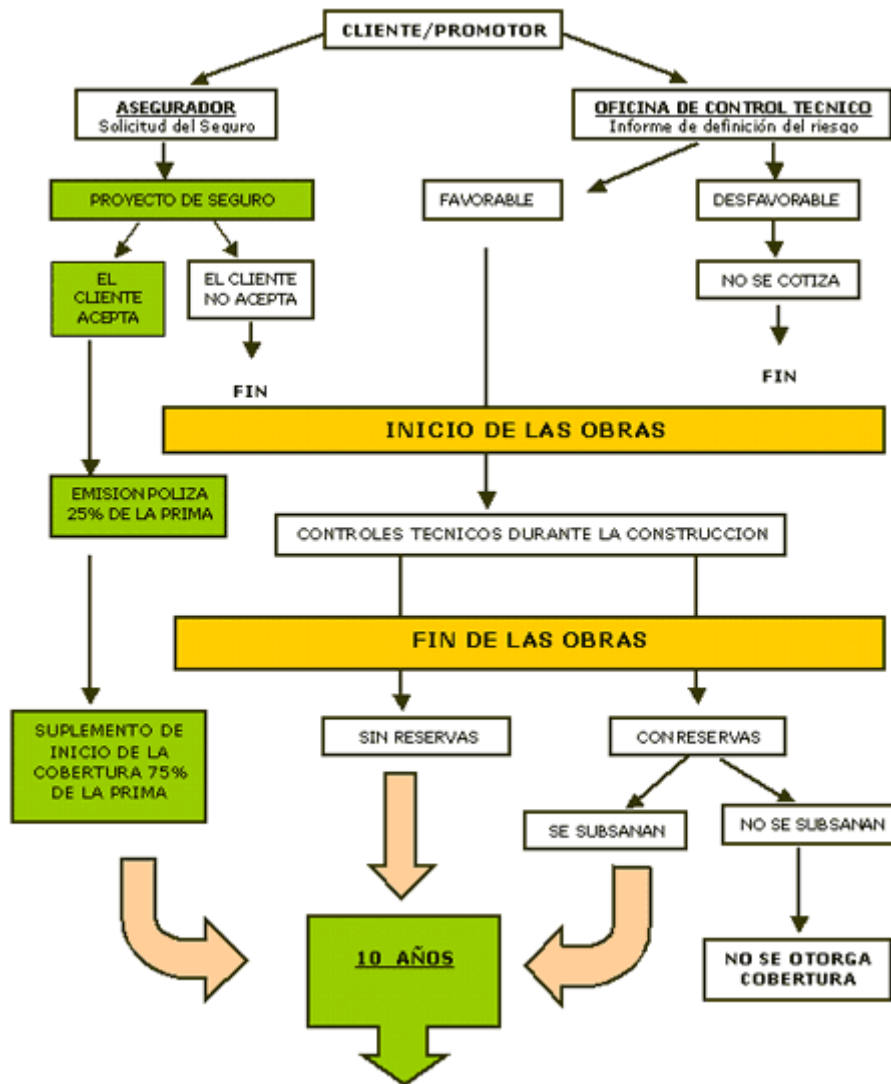 CLIENTE/PROMOTOR
ASEGURADOR
Solicitud del Seguro
OFICINA DE CONTROL TECNICO
Informe de definición del riesgo
PROYECTO DE SEGURO
FAVORABLE
DESFAVORABLE
EL
CLIENTE
ACEPTA
EL CLIENTE
NO ACEPTA
NO SE COTIZA
FIN
FIN
INICIO DE LAS OBRAS
EMISION POLIZA
25% DE LA PRIMA
CONTROLES TECNICOS DURANTE LA CONSTRUCCION
FIN DE LAS OBRAS
SUPLEMENTO DE
INICIO DE LA
COBERTURA 75%
DE LA PRIMA
SIN RESERVAS
CON RESERVAS
SE SUBSANAN
NO SE SUBSANAN
10 AÑOS
NO SE OTORGA
COBERTURA